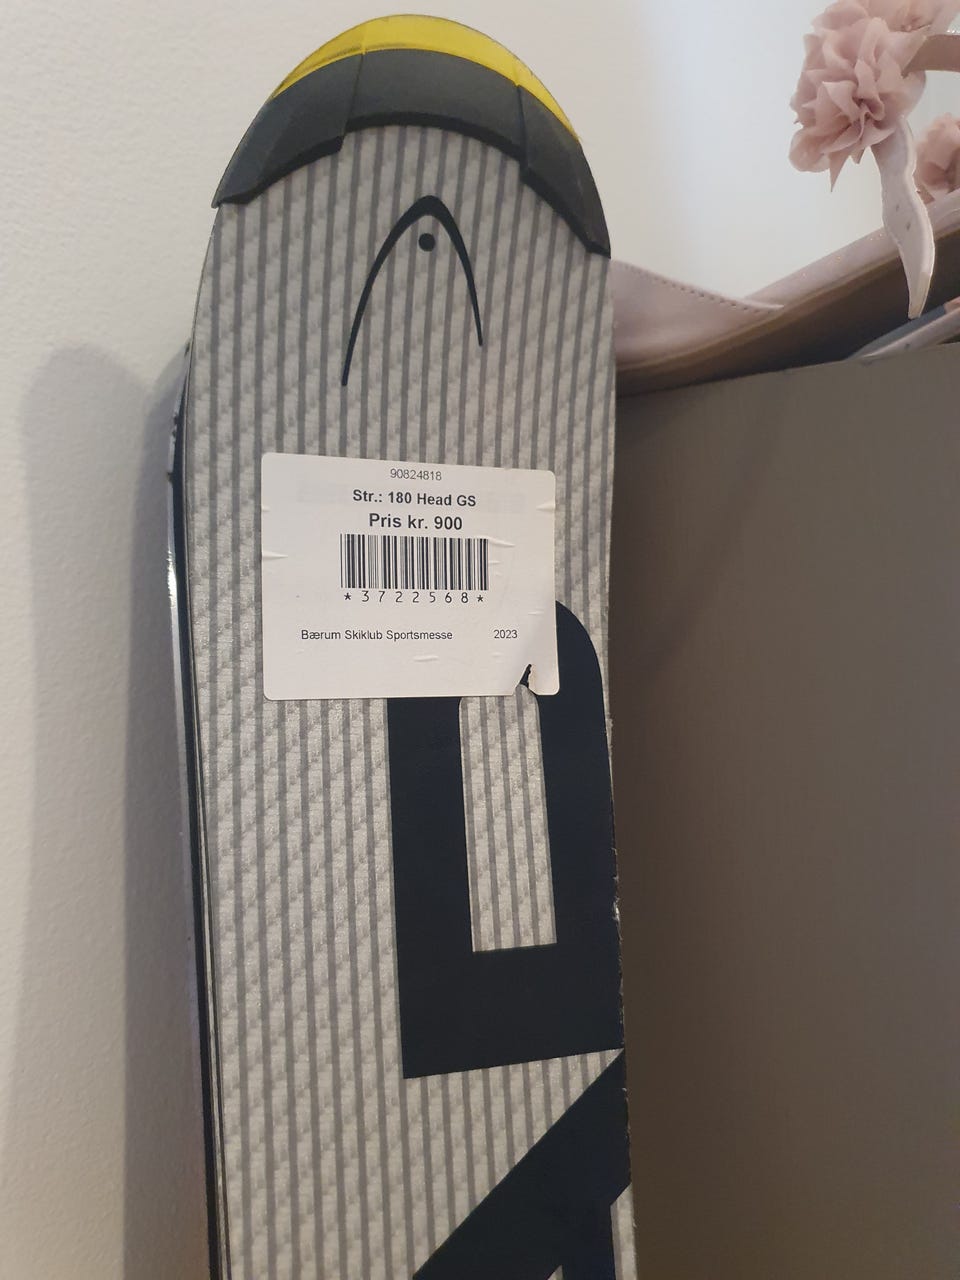 90824818
Str.: 180 Head GS
Pris kr. 900
*3722568*
Bærum Skiklub Sportsmesse 2023